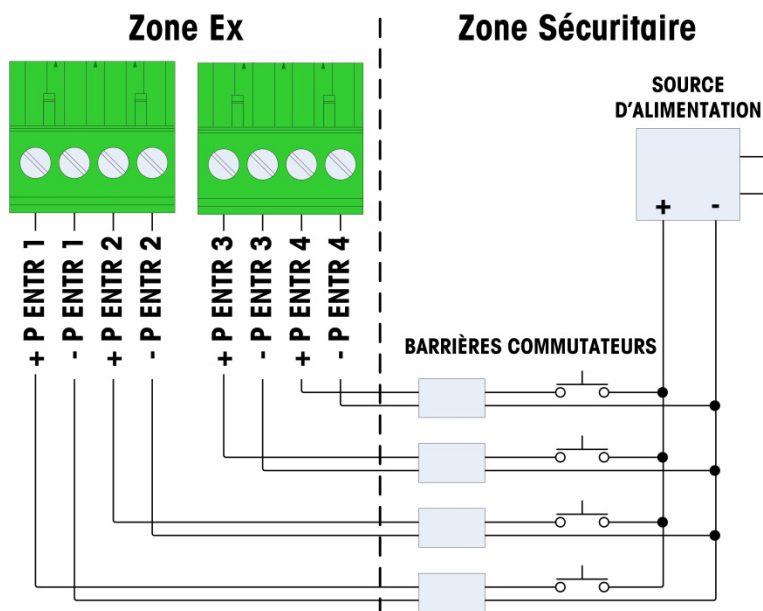 Zone Ex
Zone Sécuritaire
SOURCE
D'ALIMENTATION
+ -
+ P ENTR 1
- P ENTR 1
+ P ENTR 2
- P ENTR 2
+ P ENTR 3
- P ENTR 3
+ P ENTR 4
- P ENTR 4
BARRIÈRES COMMUTATEURS